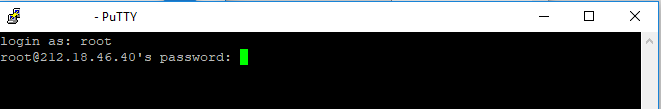 - PuTTY
login as: root
root@212.18.46.40's password: